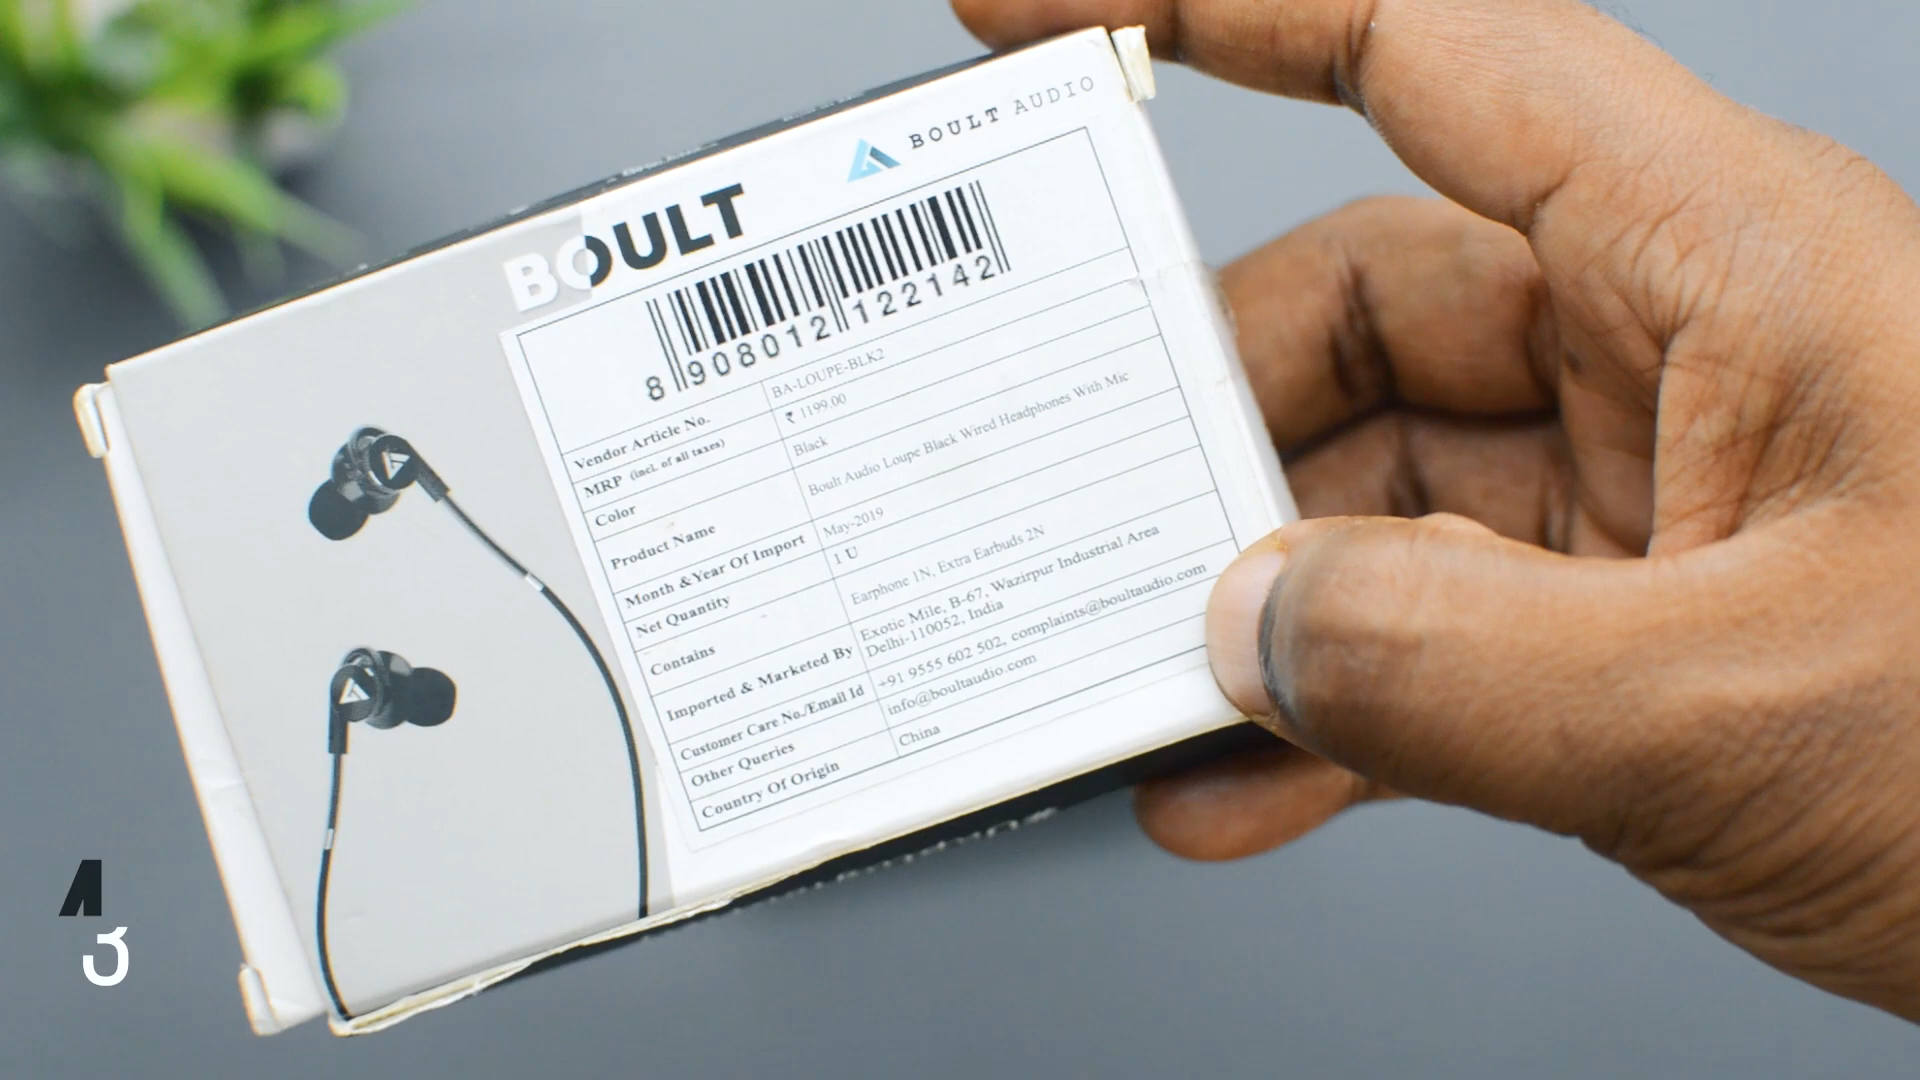 BOULT AUDIO
BOULT
8 908012 122142
Vendor Article No. BA-LOUPE-BLK2
MRP (incl. of all taxes) ₹ 1199.00
Color Black
Product Name Boult Audio Loupe Black Wired Headphones With Mic
Month &Year Of Import May-2019
Net Quantity 1 U
Contains Earphone 1N, Extra Earbuds 2N
Imported & Marketed By Exotic Mile, B-67, Wazirpur Industrial Area
Delhi-110052, India
Customer Care No./Email Id +91 9555 602 502, complaints@boultaudio.com
Other Queries info@boultaudio.com
Country Of Origin China